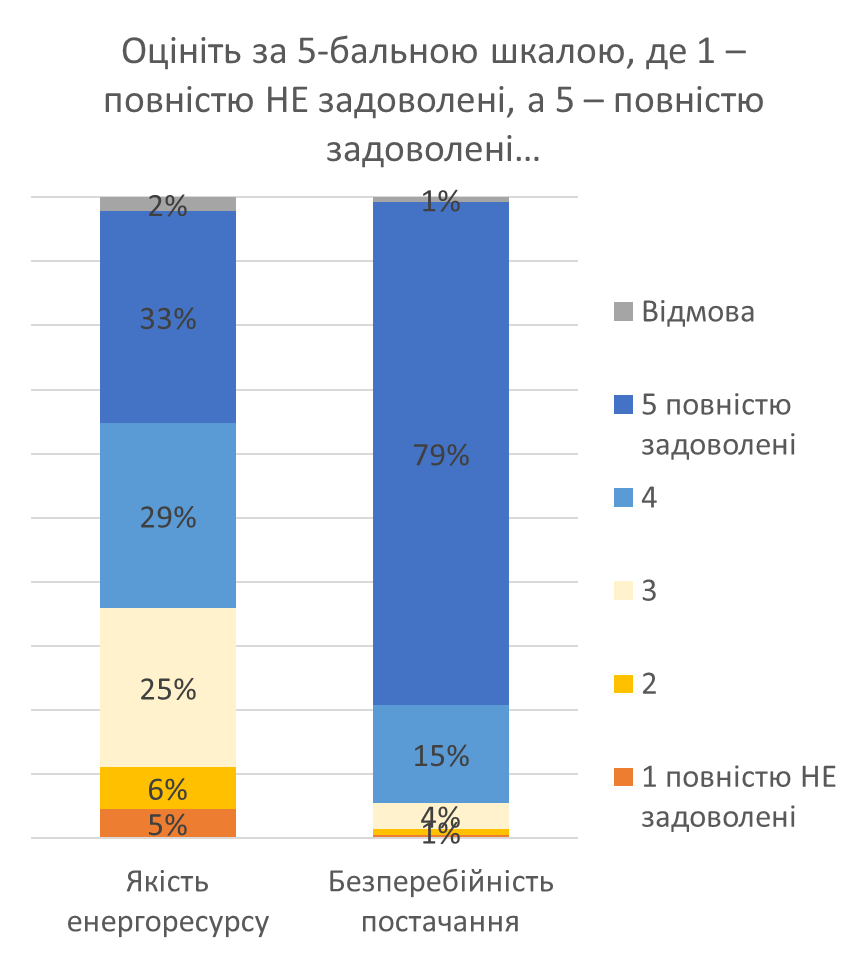 Оцініть за 5-бальною шкалою, де 1 –
повністю НЕ задоволені, а 5 – повністю
задоволені…
2%
33%
29%
25%
6%
5%
1%
79%
15%
4%
1%
Якість
енергоресурсу
Безперебійність
постачання
Відмова
5 повністю
задоволені
4
3
2
1 повністю НЕ
задоволені